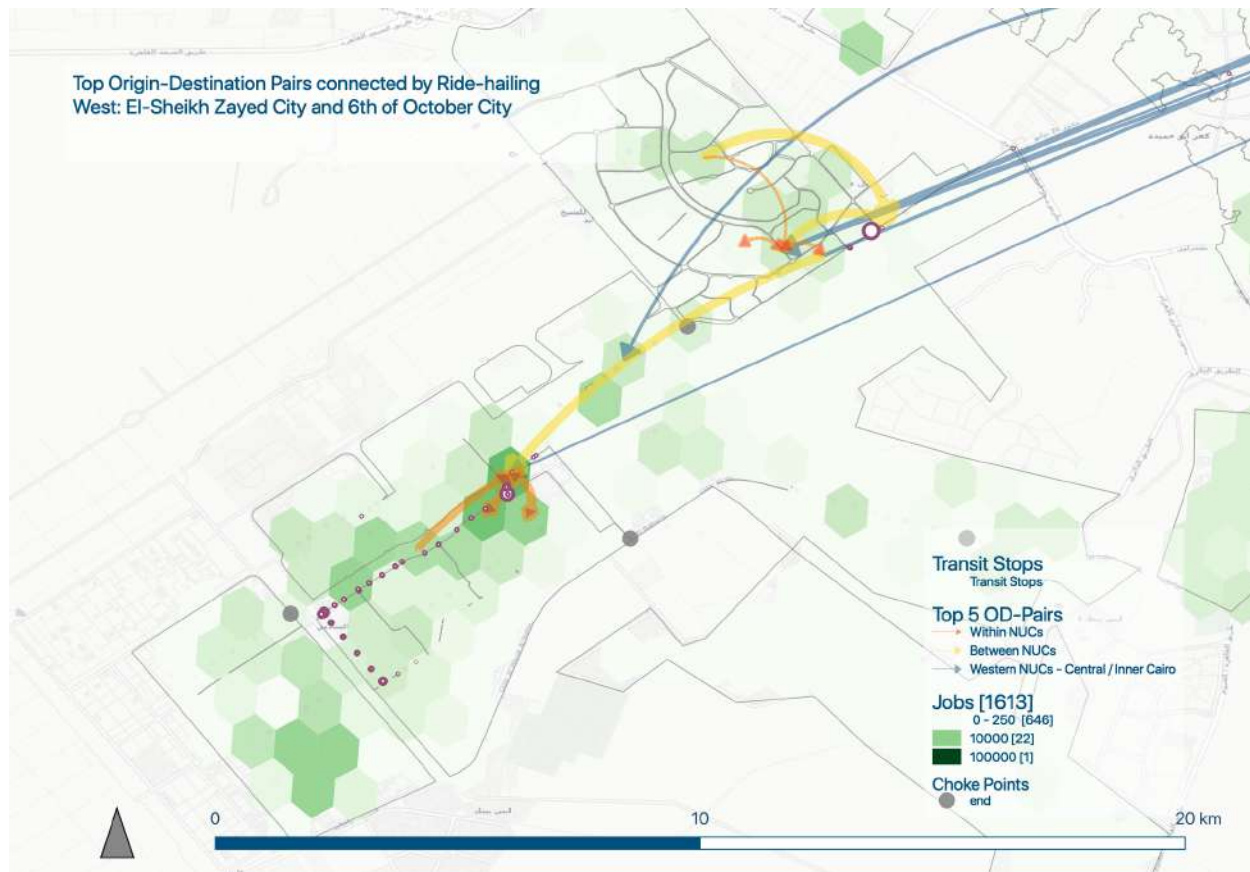 Top Origin-Destination Pairs connected by Ride-hailing
West: El-Sheikh Zayed City and 6th of October City
Transit Stops
Transit Stops
Top 5 OD-Pairs
Within NUCs
Between NUCs
Western NUCs - Central / Inner Cairo
Jobs [1613]
0 - 250 [646]
10000 [22]
100000 [1]
Choke Points
end
0
10
20 km